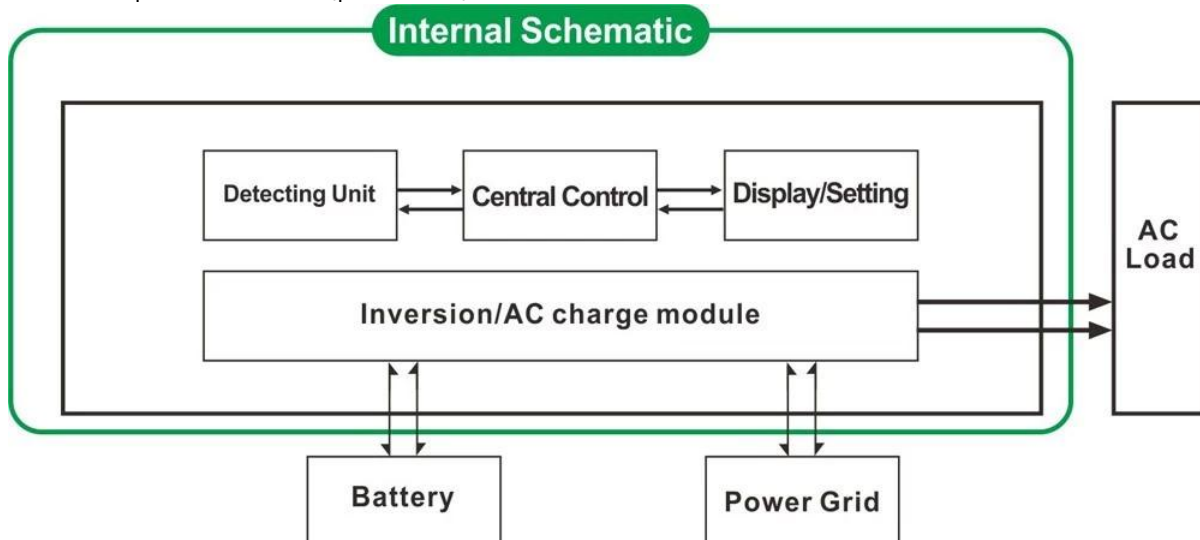 Internal Schematic
Detecting Unit
Central Control
Display/Setting
AC
Load
Inversion/AC charge module
Battery
Power Grid